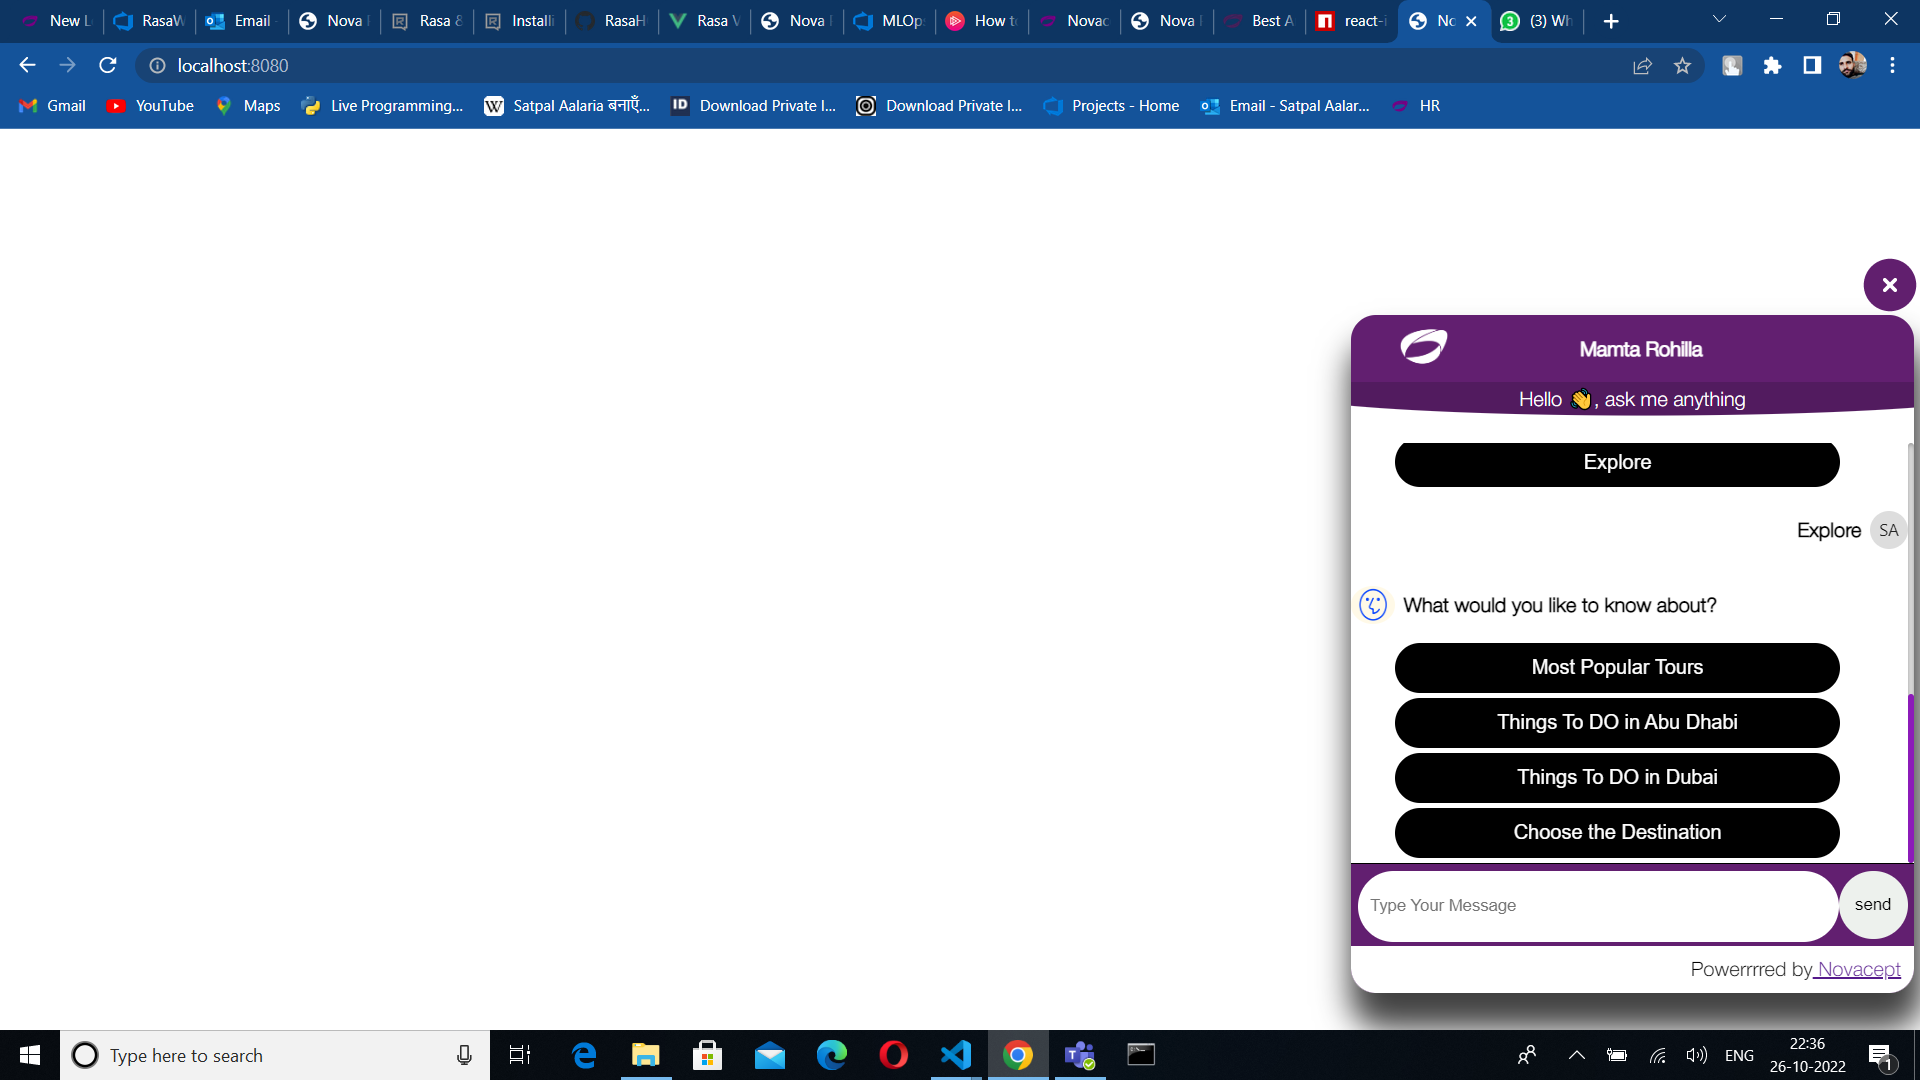 New L
RasaW
Email
Nova
Rasa &
Installi
RasaH
Rasa V
Nova
MLOp
How to
Novac
Nova
Best A
react-i
No
(3) Wh
localhost:8080
Gmail
YouTube
Maps
Live Programming...
Satpal Aalaria बनाएँ...
Download Private I...
Download Private I...
Projects - Home
Email - Satpal Aalar...
HR
Mamta Rohilla
Hello 👋, ask me anything
Explore
Explore SA
What would you like to know about?
Most Popular Tours
Things To DO in Abu Dhabi
Things To DO in Dubai
Choose the Destination
Type Your Message
send
Powerrrred by Novacept
Type here to search
ENG
22:36
26-10-2022
1